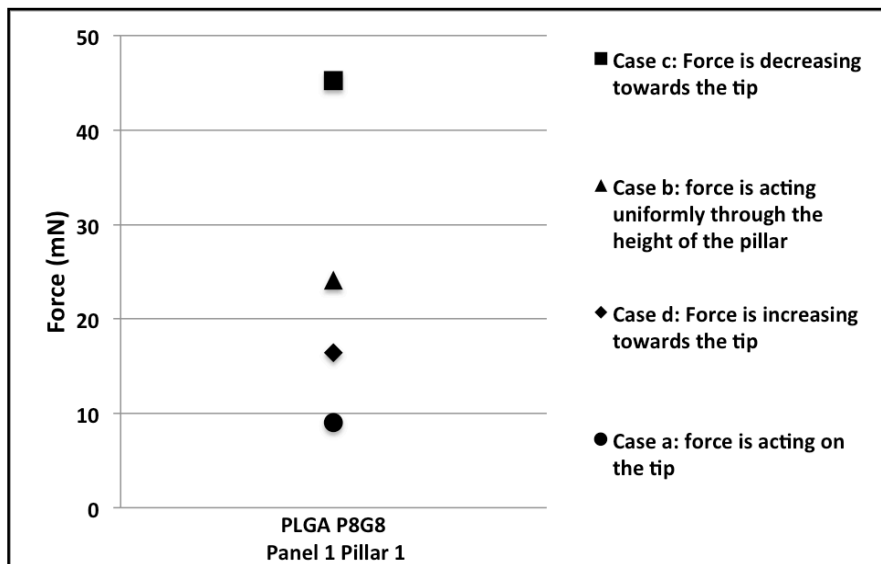 Force (mN)
50
40
30
20
10
0
PLGA P8G8
Panel 1 Pillar 1
Case c: Force is decreasing
towards the tip
Case b: force is acting
uniformly through the
height of the pillar
Case d: Force is increasing
towards the tip
Case a: force is acting on
the tip